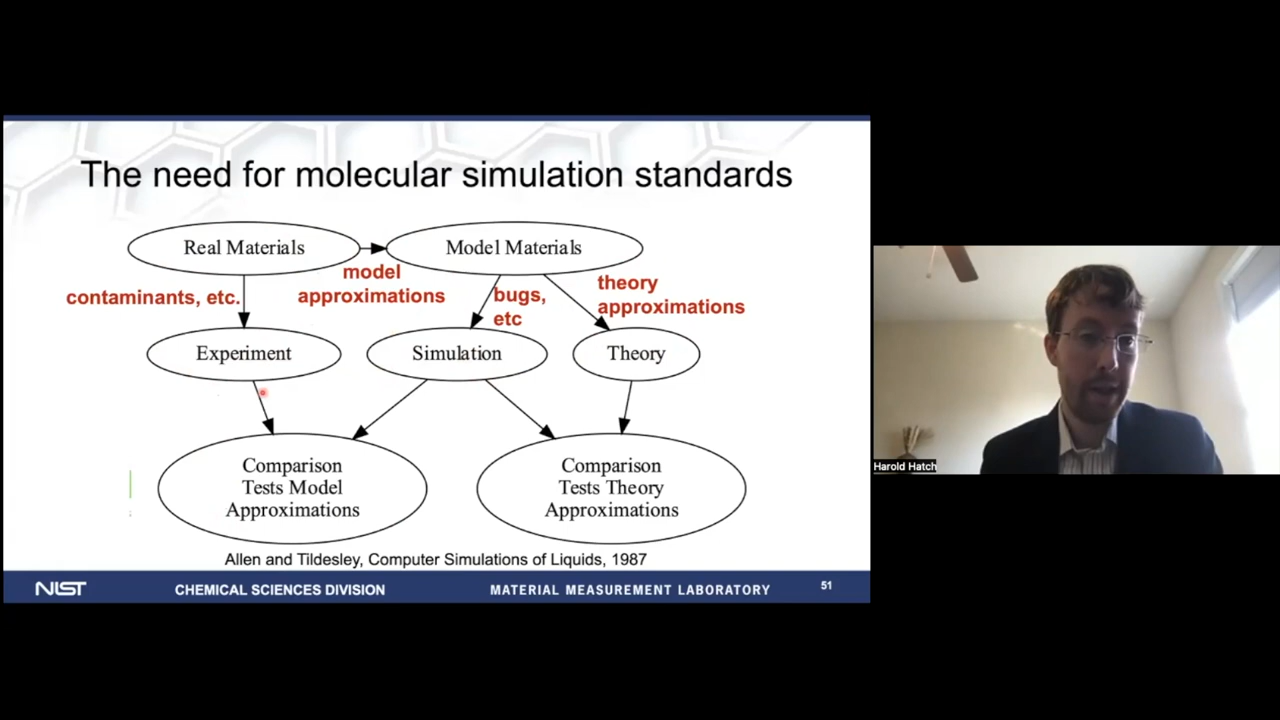 The need for molecular simulation standards
Real Materials
Model Materials
contaminants, etc.
model
approximations
bugs,
etc
theory
approximations
Experiment
Simulation
Theory
Comparison
Tests Model
Approximations
Comparison
Tests Theory
Approximations
Allen and Tildesley, Computer Simulations of Liquids, 1987
NIST
CHEMICAL SCIENCES DIVISION
MATERIAL MEASUREMENT LABORATORY
51
Harold Hatch